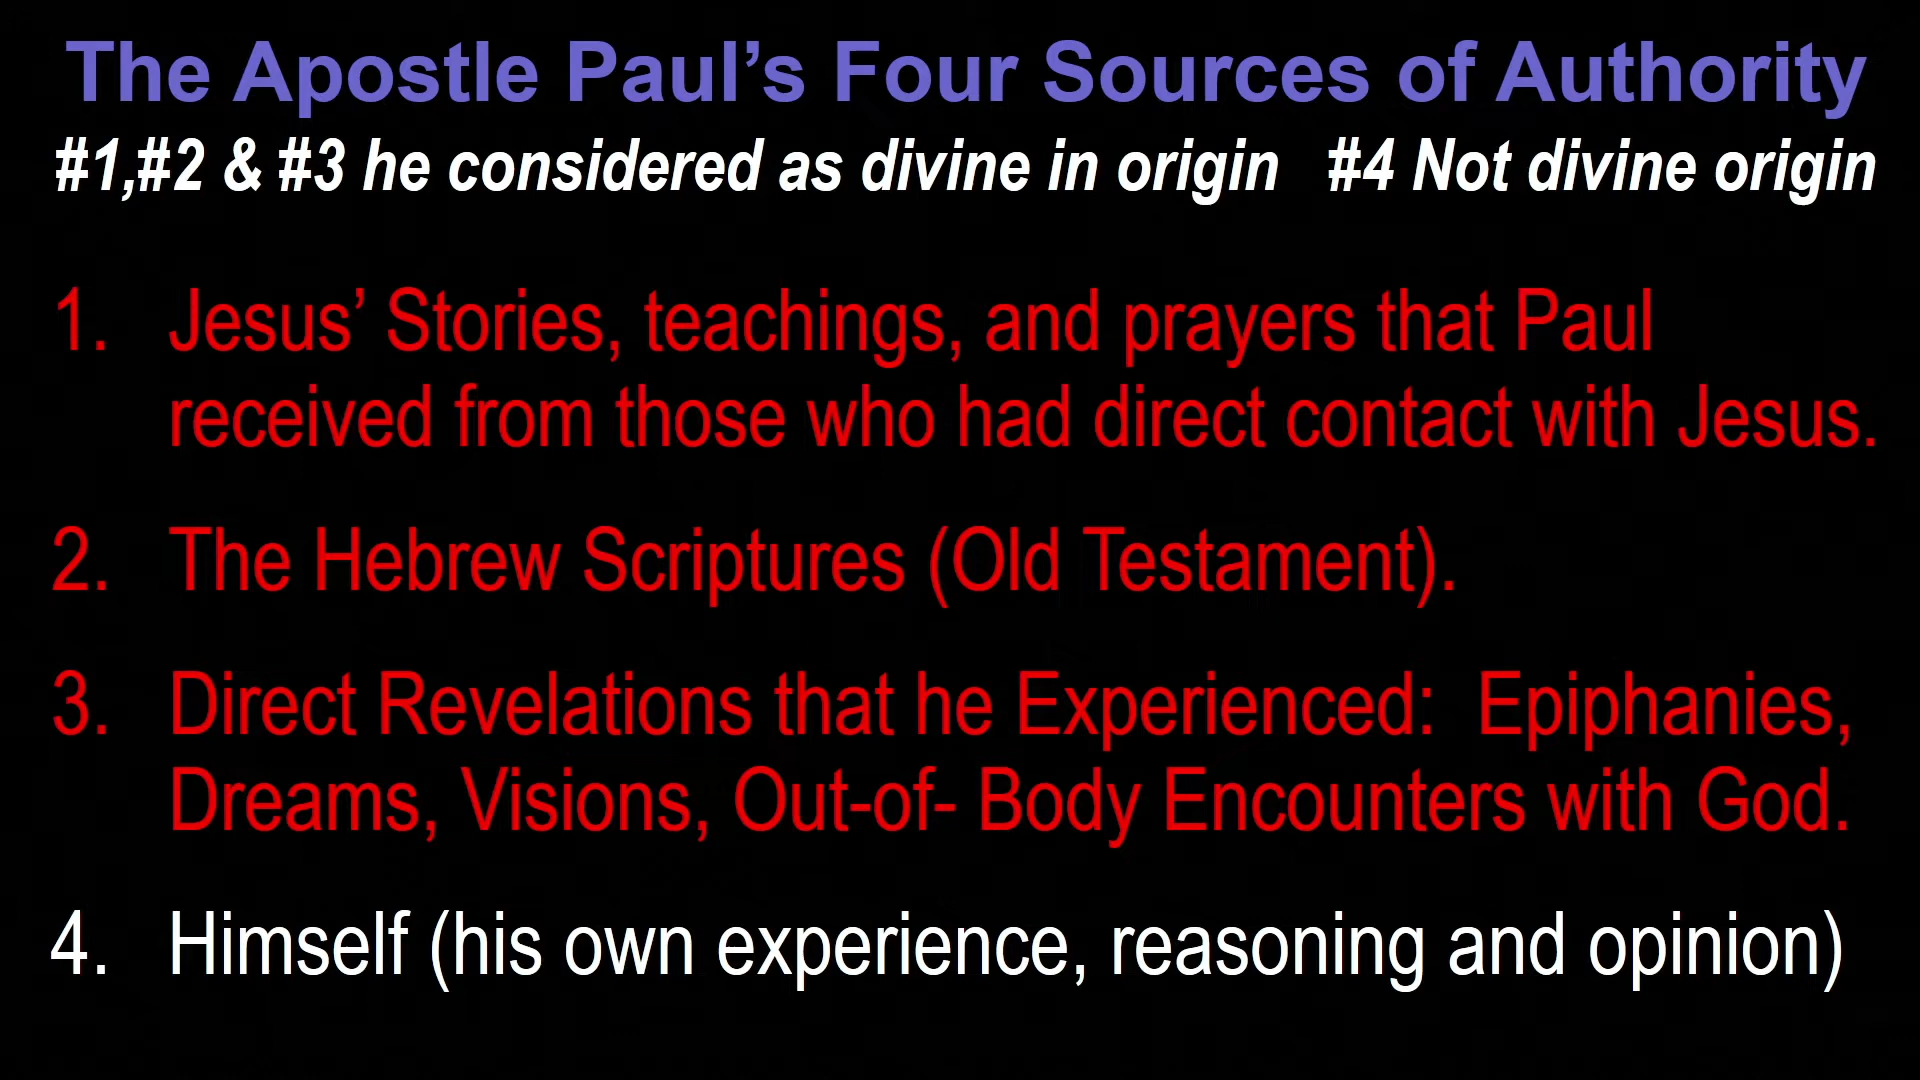 The Apostle Paul’s Four Sources of Authority
#1,#2 & #3 he considered as divine in origin   #4 Not divine origin
1. Jesus’ Stories, teachings, and prayers that Paul
received from those who had direct contact with Jesus.
2. The Hebrew Scriptures (Old Testament).
3. Direct Revelations that he Experienced:  Epiphanies,
Dreams, Visions, Out-of- Body Encounters with God.
4. Himself (his own experience, reasoning and opinion)